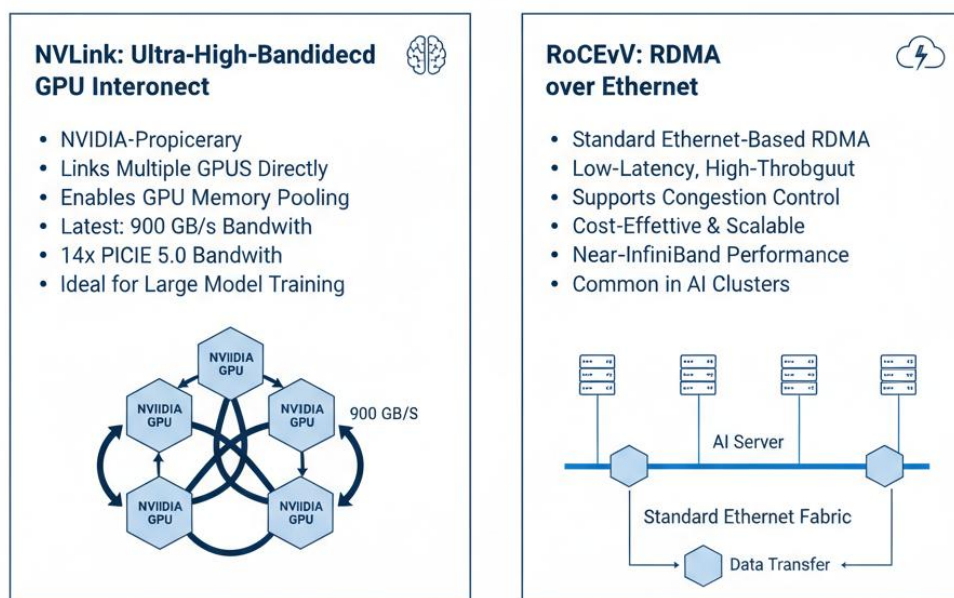 NVLink: Ultra-High-Bandidecd
GPU Interonect
• NVIDIA-Propicerary
• Links Multiple GPUS Directly
• Enables GPU Memory Pooling
• Latest: 900 GB/s Bandwith
• 14x PICIE 5.0 Bandwith
• Ideal for Large Model Training
NVIIDIA
GPU
NVIIDIA
GPU
NVIDIA
GPU
900 GB/S
NVIIDIA
GPU
NVIIDIA
GPU
RoCEvV: RDMA
over Ethernet
• Standard Ethernet-Based RDMA
• Low-Latency, High-Throbguut
• Supports Congestion Control
• Cost-Effettive & Scalable
• Near-InfiniBand Performance
• Common in AI Clusters
AI Server
Standard Ethernet Fabric
Data Transfer